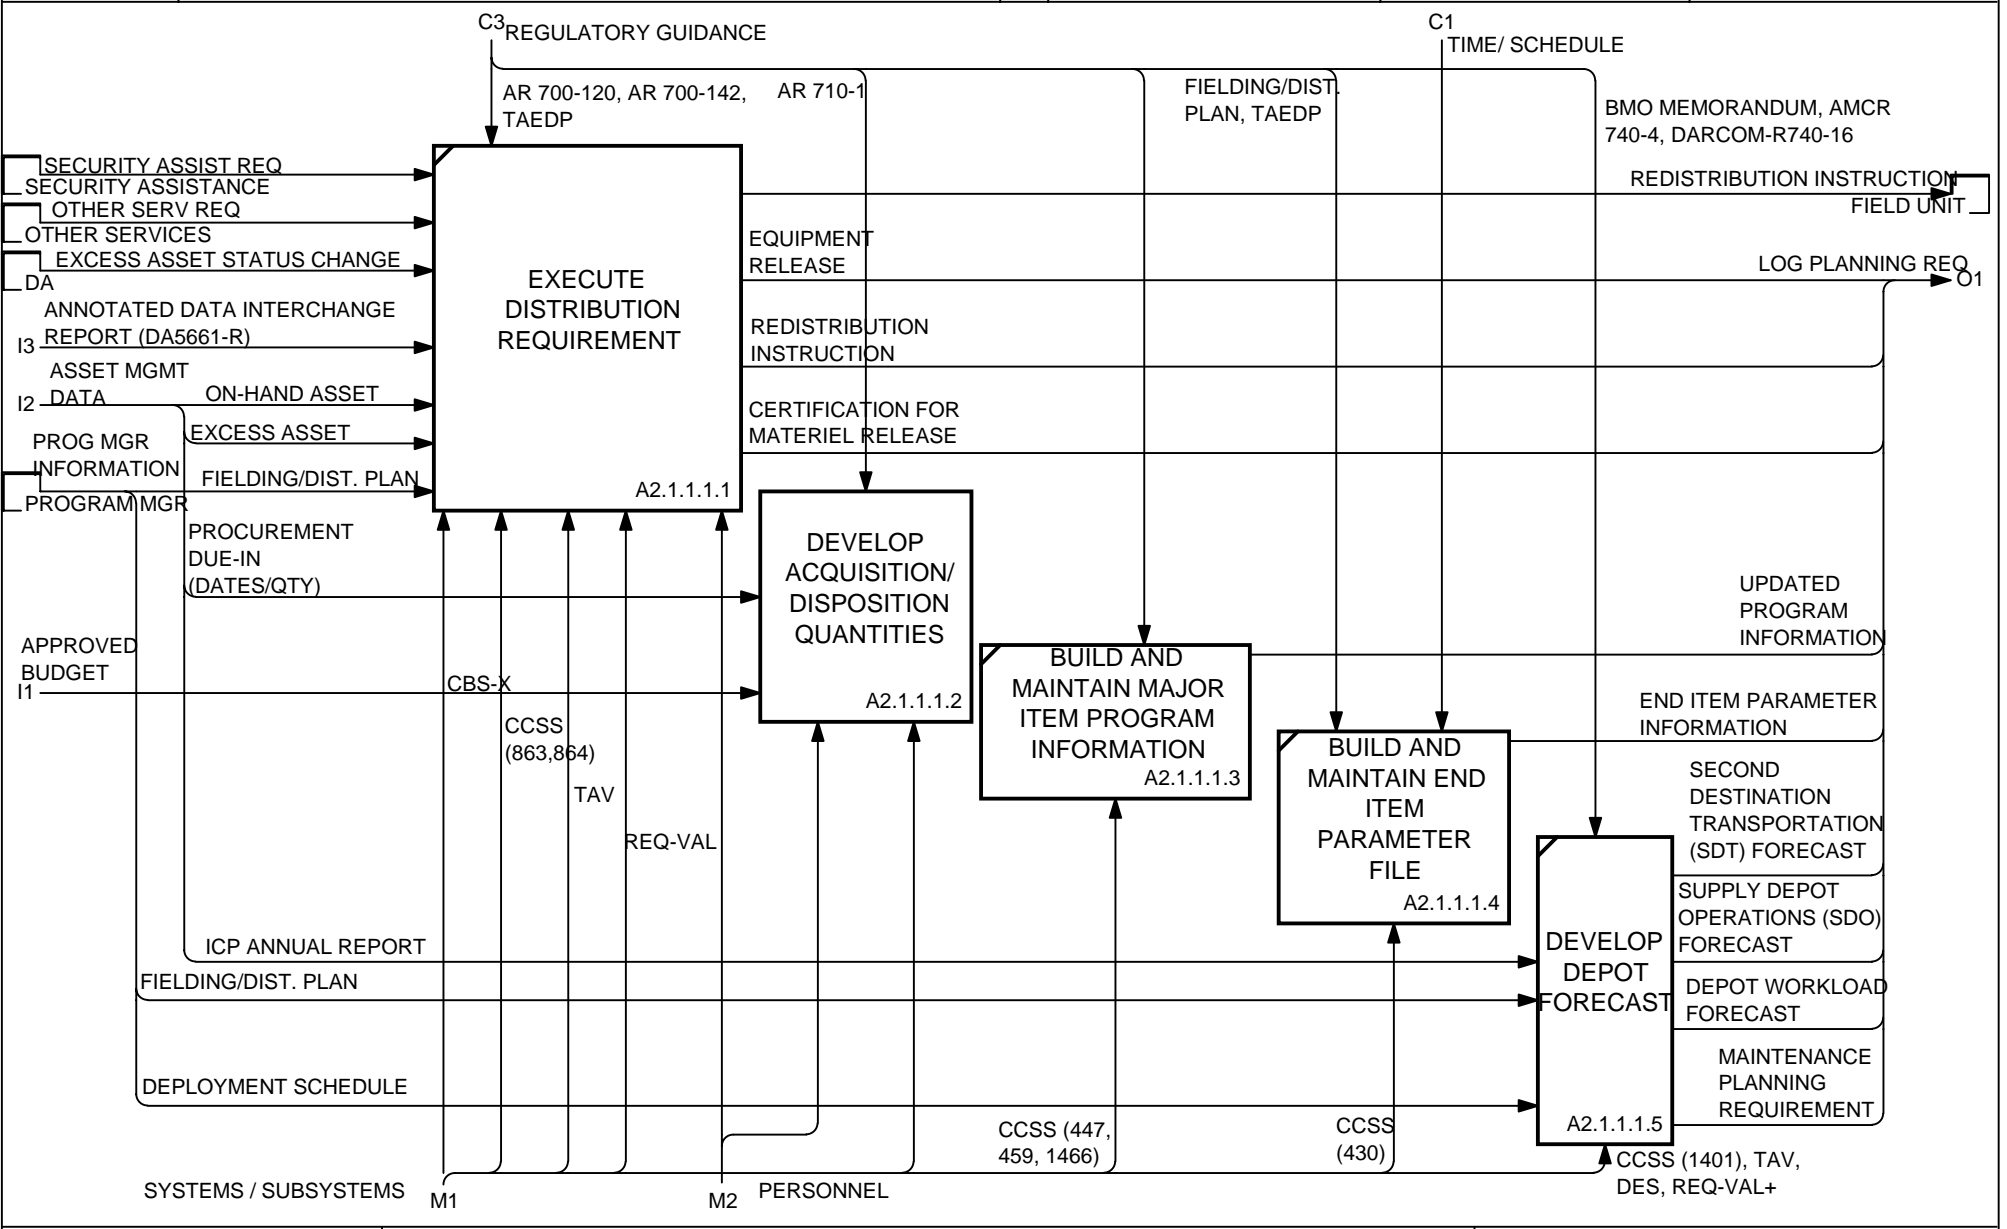 C3
REGULATORY GUIDANCE
C1
TIME/ SCHEDULE
AR 700-120, AR 700-142,
TAEDP
AR 710-1
FIELDING/DIST.
PLAN, TAEDP
BMO MEMORANDUM, AMCR
740-4, DARCOM-R740-16
SECURITY ASSIST REQ
SECURITY ASSISTANCE
OTHER SERV REQ
OTHER SERVICES
EXCESS ASSET STATUS CHANGE
DA
ANNOTATED DATA INTERCHANGE
REPORT (DA5661-R)
I3
ASSET MGMT
DATA
I2
ON-HAND ASSET
EXCESS ASSET
PROG MGR
INFORMATION
FIELDING/DIST. PLAN
PROGRAM MGR
EXECUTE
DISTRIBUTION
REQUIREMENT
A2.1.1.1.1
REDISTRIBUTION INSTRUCTION
FIELD UNIT
EQUIPMENT
RELEASE
LOG PLANNING REQ
O1
REDISTRIBUTION
INSTRUCTION
CERTIFICATION FOR
MATERIEL RELEASE
PROCUREMENT
DUE-IN
(DATES/QTY)
DEVELOP
ACQUISITION/
DISPOSITION
QUANTITIES
A2.1.1.1.2
APPROVED
BUDGET
I1
CBS-X
CCSS
(863,864)
TAV
REQ-VAL
BUILD AND
MAINTAIN MAJOR
ITEM PROGRAM
INFORMATION
A2.1.1.1.3
UPDATED
PROGRAM
INFORMATION
BUILD AND
MAINTAIN END
ITEM
PARAMETER
FILE
A2.1.1.1.4
END ITEM PARAMETER
INFORMATION
SECOND
DESTINATION
TRANSPORTATION
(SDT) FORECAST
SUPPLY DEPOT
OPERATIONS (SDO)
FORECAST
DEVELOP
DEPOT
FORECAST
A2.1.1.1.5
DEPOT WORKLOAD
FORECAST
MAINTENANCE
PLANNING
REQUIREMENT
ICP ANNUAL REPORT
FIELDING/DIST. PLAN
DEPLOYMENT SCHEDULE
CCSS (447,
459, 1466)
CCSS
(430)
CCSS (1401), TAV,
DES, REQ-VAL+
SYSTEMS / SUBSYSTEMS
M1
M2
PERSONNEL